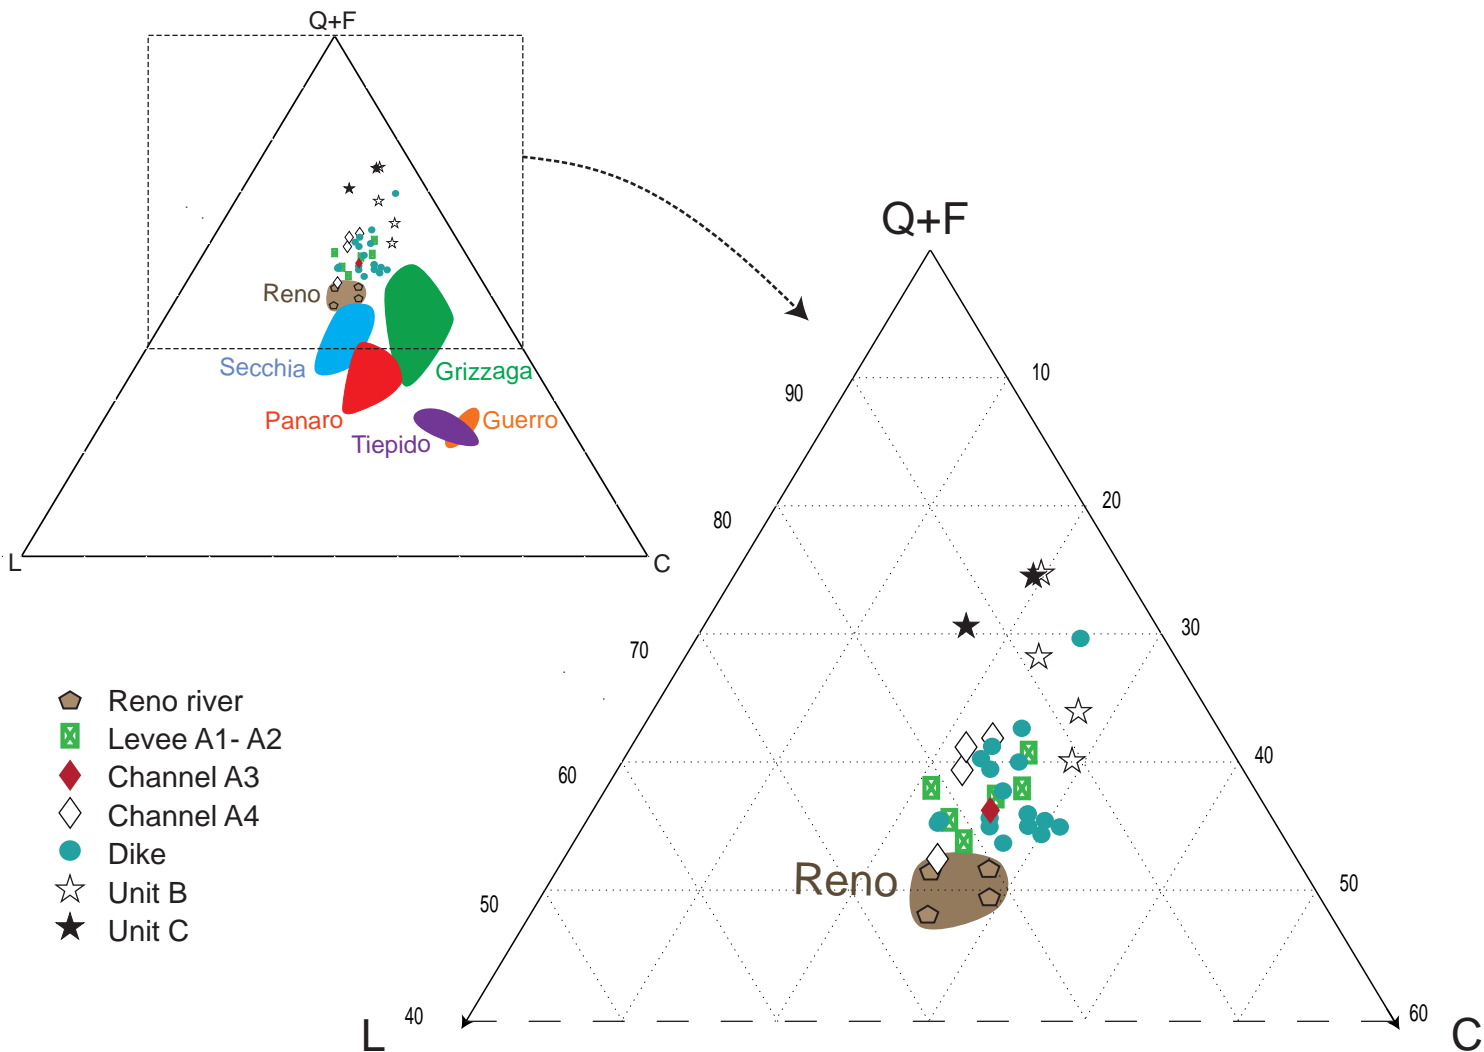 Q+F
Reno
Secchia
Grizzaga
Panaro
Guerro
Tiepido
L
C
Q+F
90
10
80
20
70
30
60
40
50
50
40
60
Reno
L
C
Reno river
Levee A1- A2
Channel A3
Channel A4
Dike
Unit B
Unit C